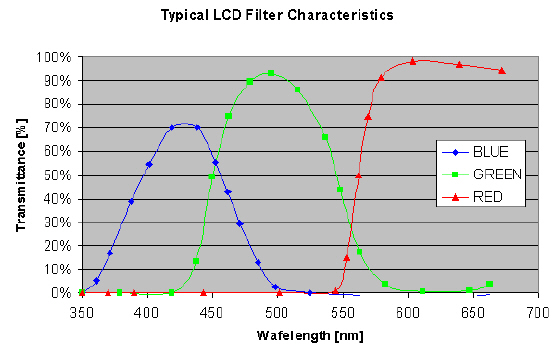 Typical LCD Filter Characteristics
100%
90%
80%
70%
60%
50%
40%
30%
20%
10%
0%
Transmittance [%]
BLUE
GREEN
RED
350 400 450 500 550 600 650 700
Wafelength [nm]